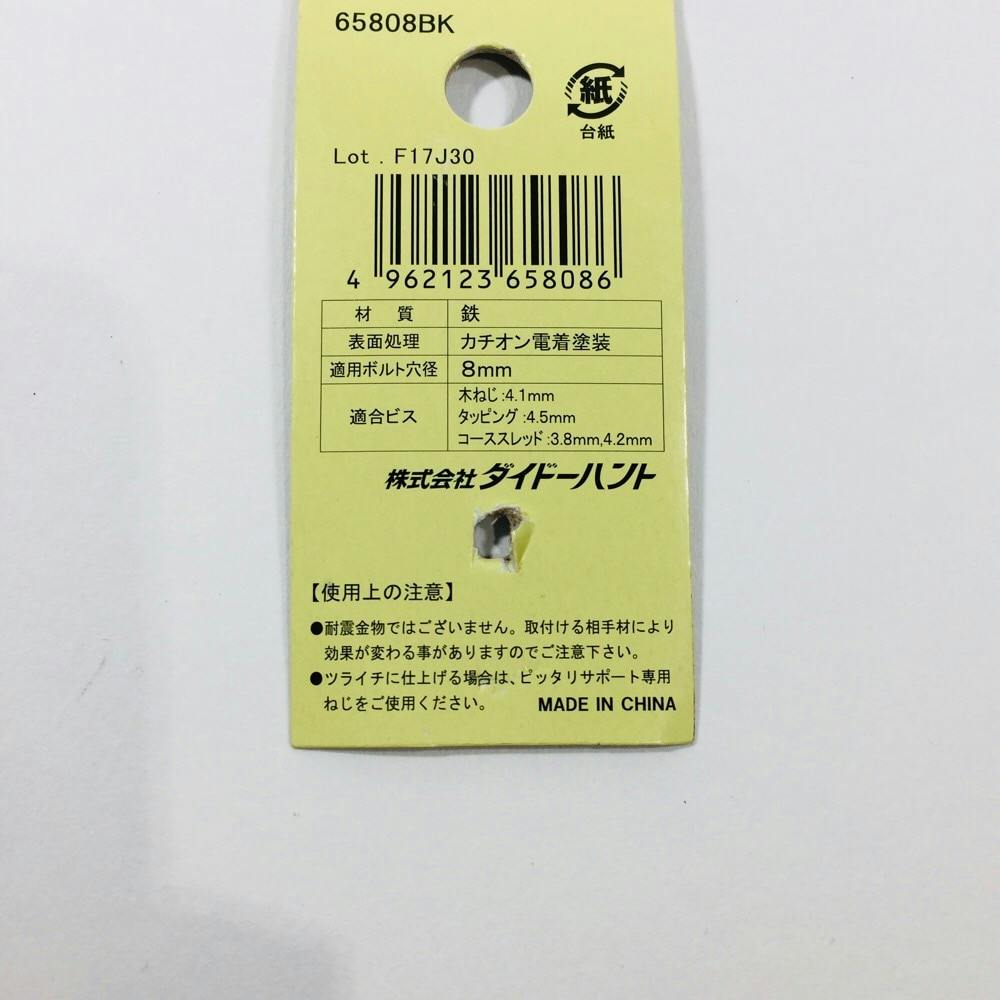 65808BK
紙
台紙
Lot . F17J30
4 962123 658086
材 質 鉄
表面処理 カチオン電着塗装
適用ボルト穴径 8mm
適合ビス
木ねじ:4.1mm
タッピング:4.5mm
コーススレッド:3.8mm,4.2mm
株式会社ダイドーハント
【使用上の注意】
●耐震金物ではございません。取付ける相手材により
効果が変わる事がありますのでご注意下さい。
●ツライチに仕上げる場合は、ピッタリサポート専用
ねじをご使用ください。 MADE IN CHINA